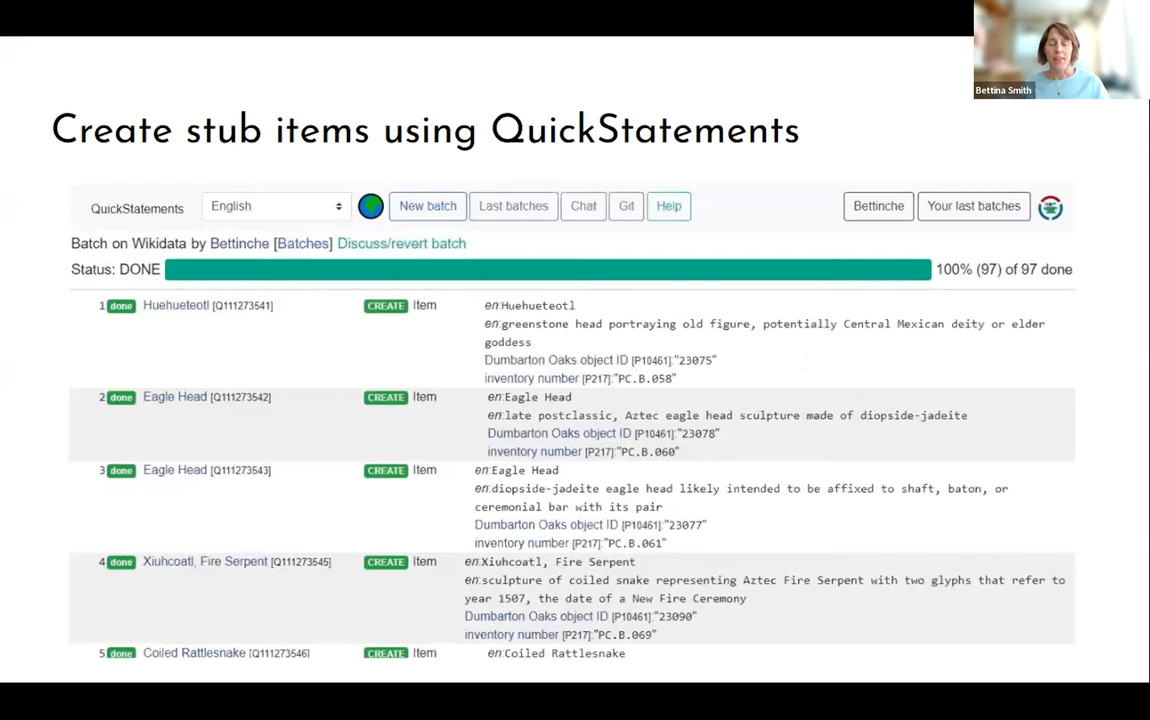 Bettina Smith
Create stub items using QuickStatements
QuickStatements English New batch Last batches Chat Git Help Bettinche Your last batches
Batch on Wikidata by Bettinche [Batches] Discuss/revert batch
Status: DONE 100% (97) of 97 done
1 done Huehueteotl [Q111273541] CREATE Item en:Huehueteotl
en:greenstone head portraying old figure, potentially Central Mexican deity or elder
goddess
Dumbarton Oaks object ID [P10461]:"23075"
inventory number [P217]:"PC.B.058"
2 done Eagle Head [Q111273542] CREATE Item en:Eagle Head
en:late postclassic, Aztec eagle head sculpture made of diopside-jadeite
Dumbarton Oaks object ID [P10461]:"23078"
inventory number [P217]:"PC.B.060"
3 done Eagle Head [Q111273543] CREATE Item en:Eagle Head
en:diopside-jadeite eagle head likely intended to be affixed to shaft, baton, or
ceremonial bar with its pair
Dumbarton Oaks object ID [P10461]:"23077"
inventory number [P217]:"PC.B.061"
4 done Xiuhcoatl, Fire Serpent [Q111273545] CREATE Item en:Xiuhcoatl, Fire Serpent
en:sculpture of coiled snake representing Aztec Fire Serpent with two glyphs that refer to
year 1507, the date of a New Fire Ceremony
Dumbarton Oaks object ID [P10461]:"23090"
inventory number [P217]:"PC.B.069"
5 done Coiled Rattlesnake [Q111273546] CREATE Item en:Coiled Rattlesnake